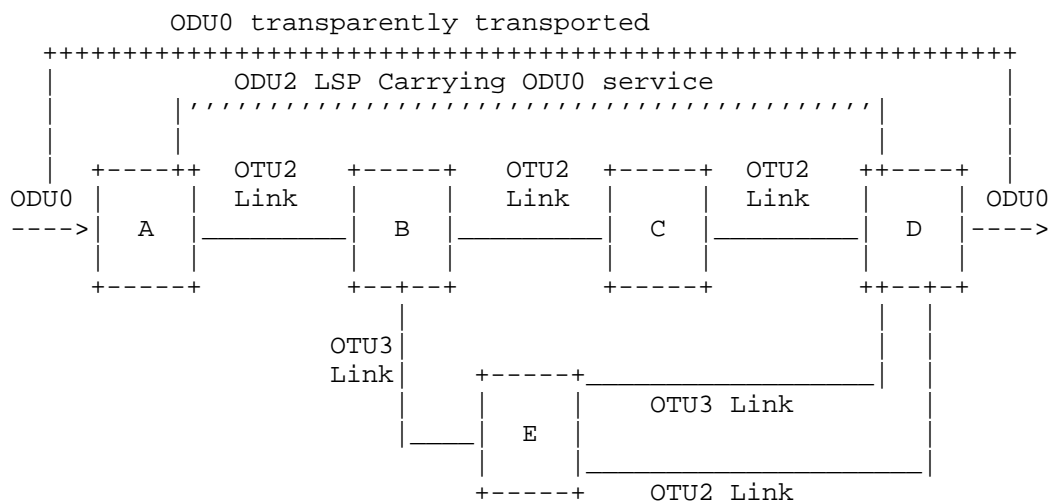 ODU0 transparently transported
ODU2 LSP Carrying ODU0 service
OTU2 OTU2 OTU2
ODU0 Link Link Link ODU0
A B C D
OTU3
Link
OTU3 Link
E
OTU2 Link